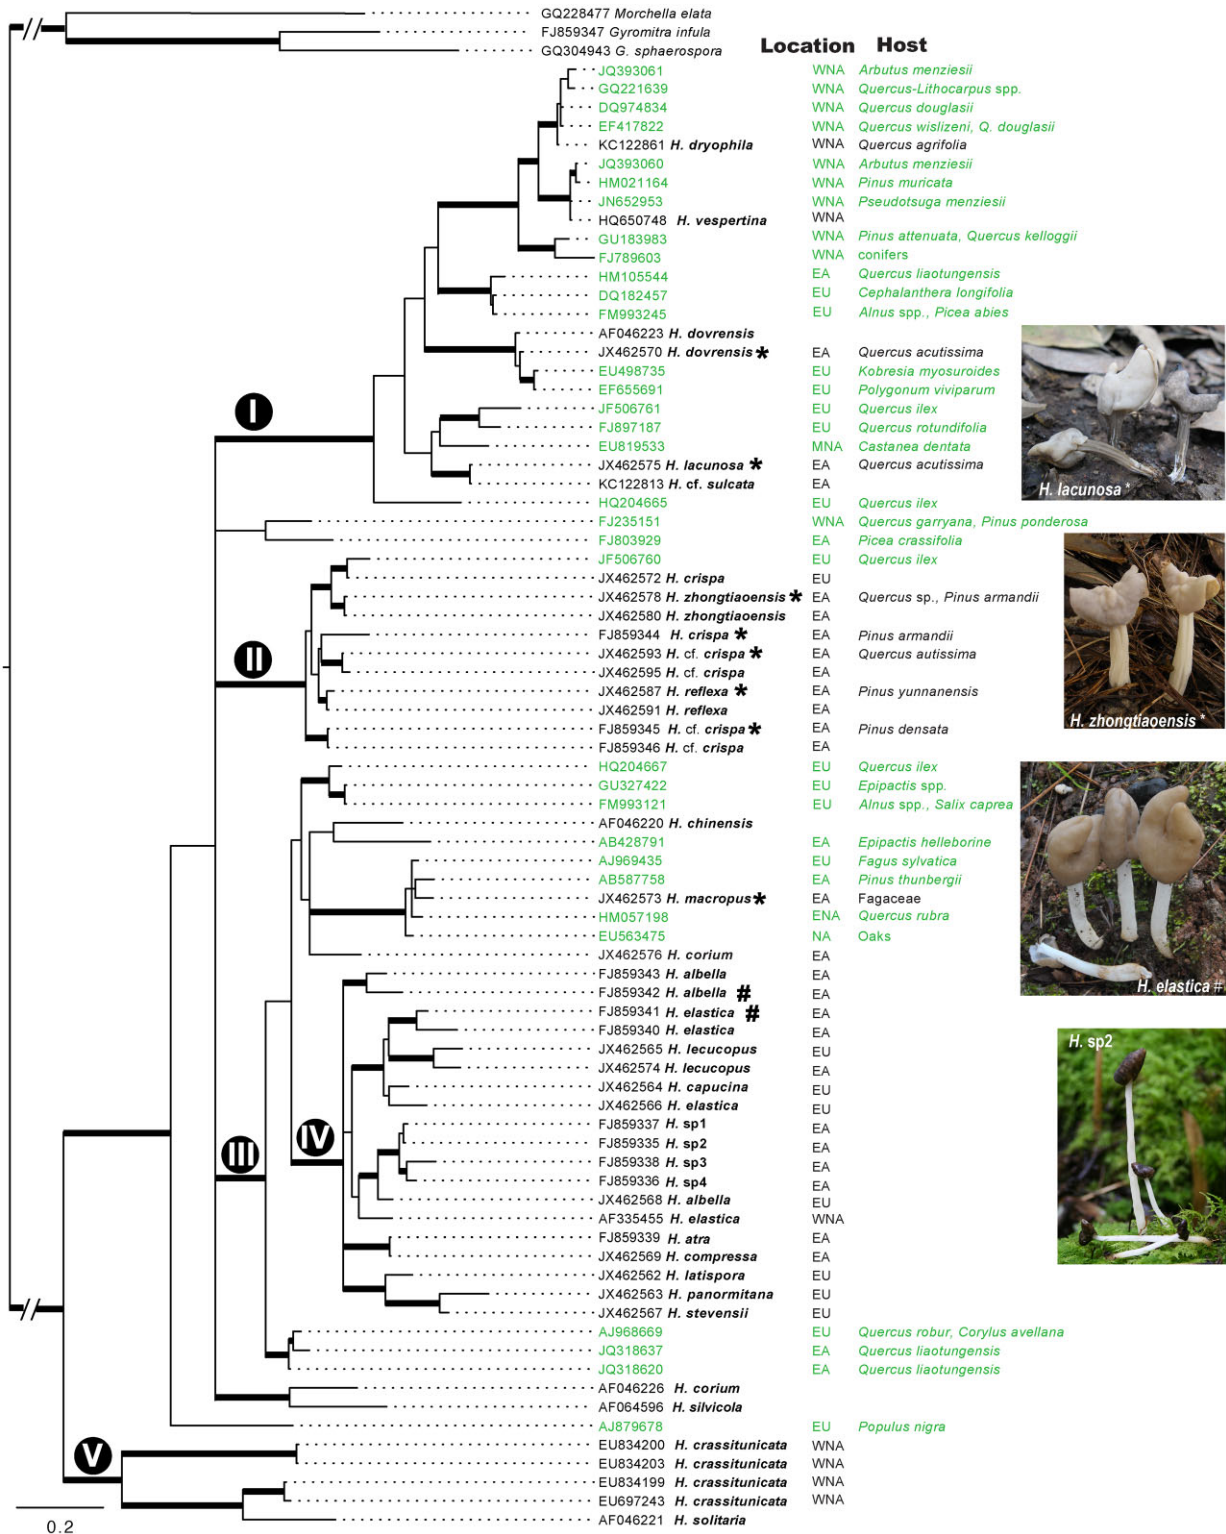 GQ228477 Morchella elata
FJ859347 Gyromitra infula
GQ304943 G. sphaerospora
Location Host
JQ393061 WNA Arbutus menziesii
GQ221639 WNA Quercus-Lithocarpus spp.
DQ974834 WNA Quercus douglasii
EF417822 WNA Quercus wislizeni, Q. douglasii
KC122861 H. dryophila WNA Quercus agrifolia
JQ393060 WNA Arbutus menziesii
HM021164 WNA Pinus muricata
JN652953 WNA Pseudotsuga menziesii
HQ650748 H. vespertina WNA
GU183983 WNA Pinus attenuata, Quercus kelloggii
FJ789603 WNA conifers
HM105544 EA Quercus liaotungensis
DQ182457 EU Cephalanthera longifolia
FM993245 EU Alnus spp., Picea abies
AF046223 H. dovrensis
JX462570 H. dovrensis * EA Quercus acutissima
EU498735 EU Kobresia myosuroides
EF655691 EU Polygonum viviparum
I
JF506761 EU Quercus ilex
FJ897187 EU Quercus rotundifolia
EU819533 MNA Castanea dentata
JX462575 H. lacunosa * EA Quercus acutissima
KC122813 H. cf. sulcata EA
H. lacunosa *
HQ204665 EU Quercus ilex
FJ235151 WNA Quercus garryana, Pinus ponderosa
FJ803929 EA Picea crassifolia
JF506760 EU Quercus ilex
JX462572 H. crispa EU
JX462578 H. zhongtiaoensis * EA Quercus sp., Pinus armandii
JX462580 H. zhongtiaoensis EA
FJ859344 H. crispa * EA Pinus armandii
II
JX462593 H. cf. crispa * EA Quercus autissima
JX462595 H. cf. crispa EA
JX462587 H. reflexa * EA Pinus yunnanensis
JX462591 H. reflexa EA
H. zhongtiaoensis *
FJ859345 H. cf. crispa * EA Pinus densata
FJ859346 H. cf. crispa EA
HQ204667 EU Quercus ilex
GU327422 EU Epipactis spp.
FM993121 EU Alnus spp., Salix caprea
AF046220 H. chinensis
AB428791 EA Epipactis helleborine
AJ969435 EU Fagus sylvatica
AB587758 EA Pinus thunbergii
JX462573 H. macropus * EA Fagaceae
HM057198 ENA Quercus rubra
EU563475 NA Oaks
JX462576 H. corium EA
FJ859343 H. albella EA
H. elastica #
FJ859342 H. albella # EA
FJ859341 H. elastica # EA
FJ859340 H. elastica EA
H. sp2
JX462565 H. lecucopus EU
JX462574 H. lecucopus EA
JX462564 H. capucina EU
JX462566 H. elastica EU
FJ859337 H. sp1 EA
IV
FJ859335 H. sp2 EA
III
FJ859338 H. sp3 EA
FJ859336 H. sp4 EA
JX462568 H. albella EU
AF335455 H. elastica WNA
FJ859339 H. atra EA
JX462569 H. compressa EA
JX462562 H. latispora EU
JX462563 H. panormitana EU
JX462567 H. stevensii EU
AJ968669 EU Quercus robur, Corylus avellana
JQ318637 EA Quercus liaotungensis
JQ318620 EA Quercus liaotungensis
AF046226 H. corium
AF064596 H. silvicola
AJ879678 EU Populus nigra
V
EU834200 H. crassitunicata WNA
EU834203 H. crassitunicata WNA
EU834199 H. crassitunicata WNA
EU697243 H. crassitunicata WNA
AF046221 H. solitaria
0.2